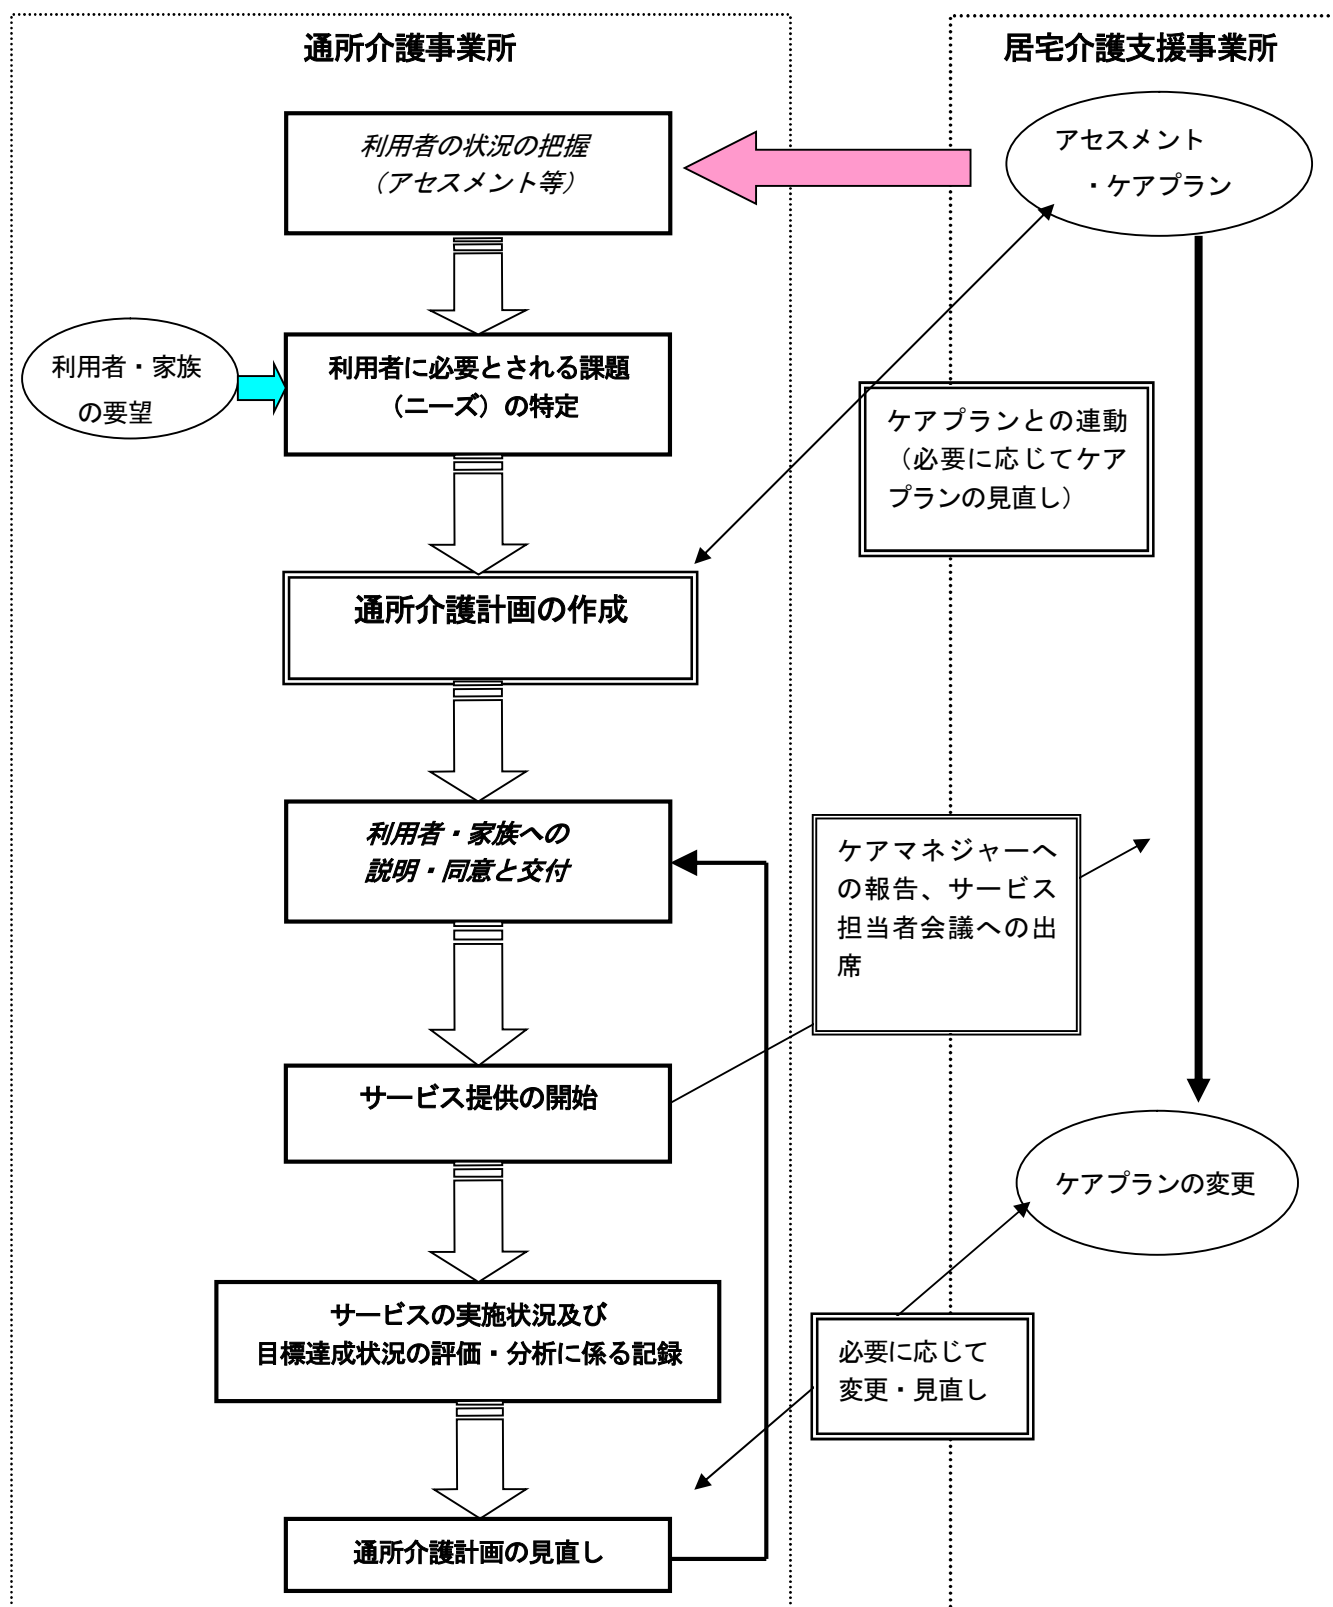 通所介護事業所
居宅介護支援事業所
利用者の状況の把握
（アセスメント等）
アセスメント
・ケアプラン
利用者・家族
の要望
利用者に必要とされる課題
（ニーズ）の特定
ケアプランとの連動
（必要に応じてケア
プランの見直し）
通所介護計画の作成
利用者・家族への
説明・同意と交付
ケアマネジャーへ
の報告、サービス
担当者会議への出
席
サービス提供の開始
ケアプランの変更
サービスの実施状況及び
目標達成状況の評価・分析に係る記録
必要に応じて
変更・見直し
通所介護計画の見直し